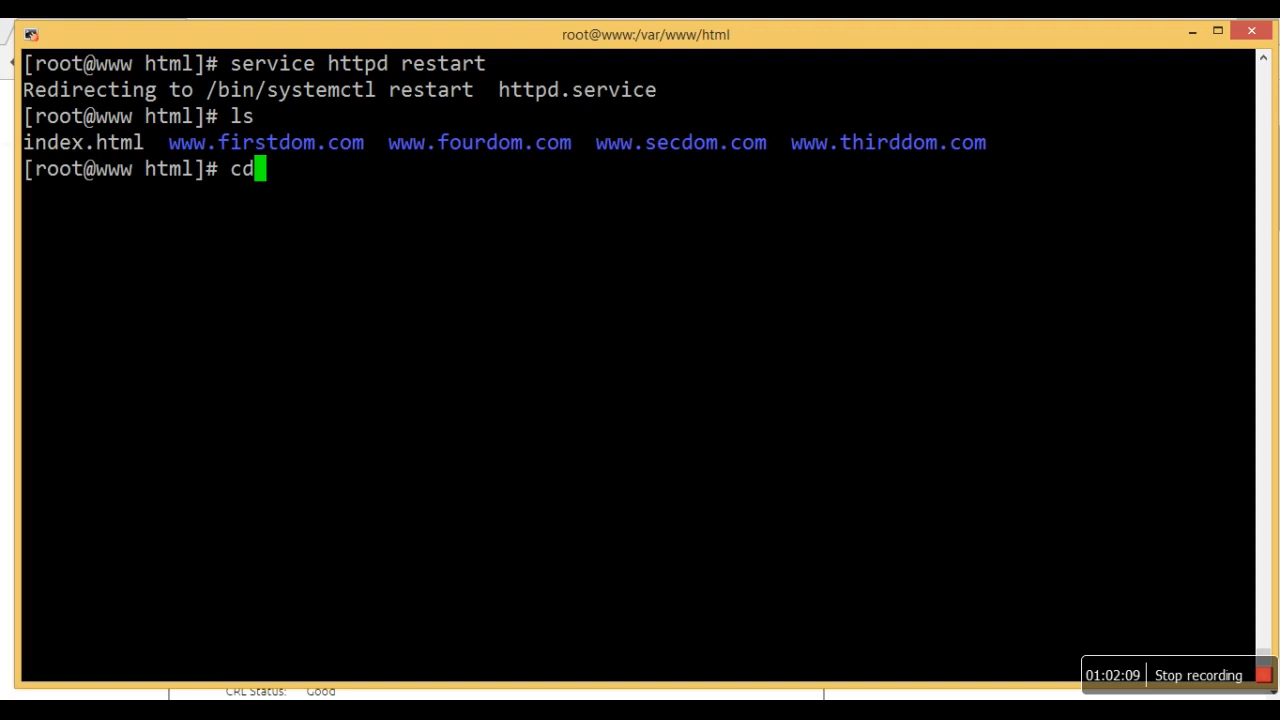 root@www:/var/www/html
[root@www html]# service httpd restart
Redirecting to /bin/systemctl restart  httpd.service
[root@www html]# ls
index.html  www.firstdom.com  www.fourdom.com  www.secdom.com  www.thirddom.com
[root@www html]# cd
01:02:09 Stop recording
CRL Status: Good